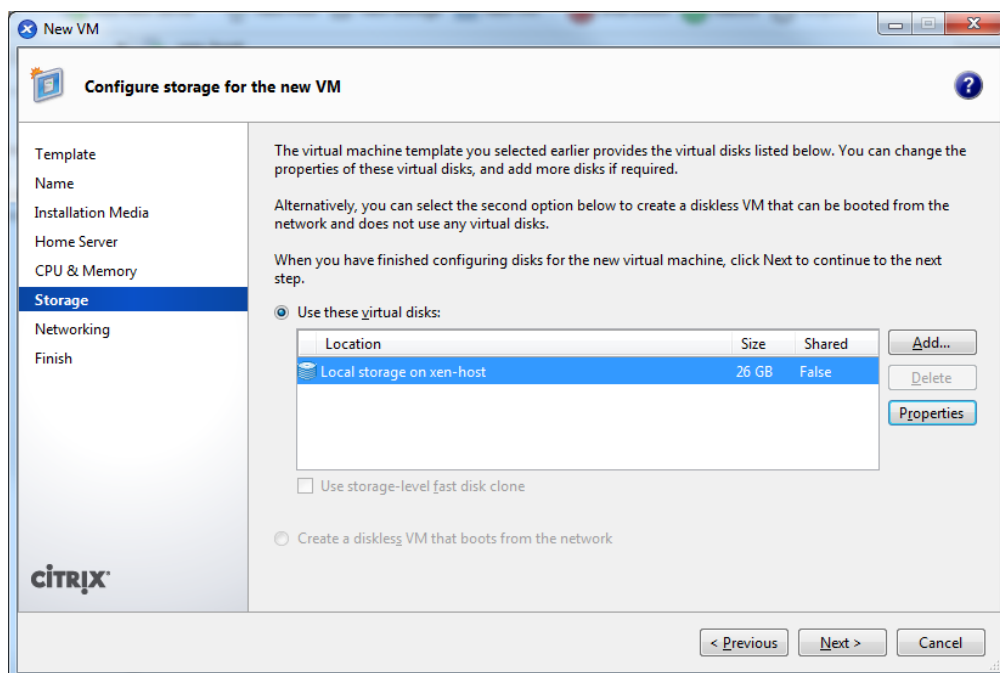 New VM
Configure storage for the new VM
Template
Name
Installation Media
Home Server
CPU & Memory
Storage
Networking
Finish
CITRIX
The virtual machine template you selected earlier provides the virtual disks listed below. You can change the
properties of these virtual disks, and add more disks if required.
Alternatively, you can select the second option below to create a diskless VM that can be booted from the
network and does not use any virtual disks.
When you have finished configuring disks for the new virtual machine, click Next to continue to the next
step.
Use these virtual disks:
Location Size Shared
Local storage on xen-host 26 GB False
Add...
Delete
Properties
Use storage-level fast disk clone
Create a diskless VM that boots from the network
< Previous Next > Cancel